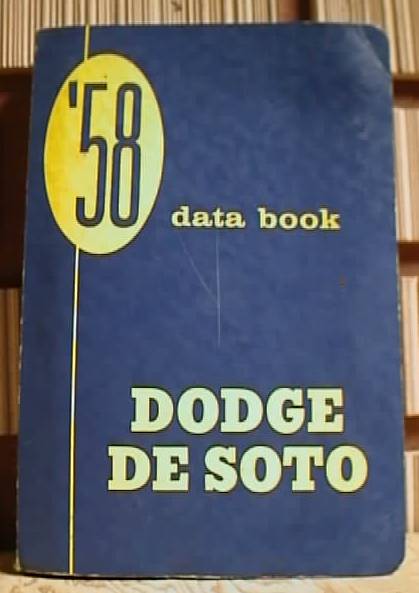 '58
data book
DODGE
DE SOTO